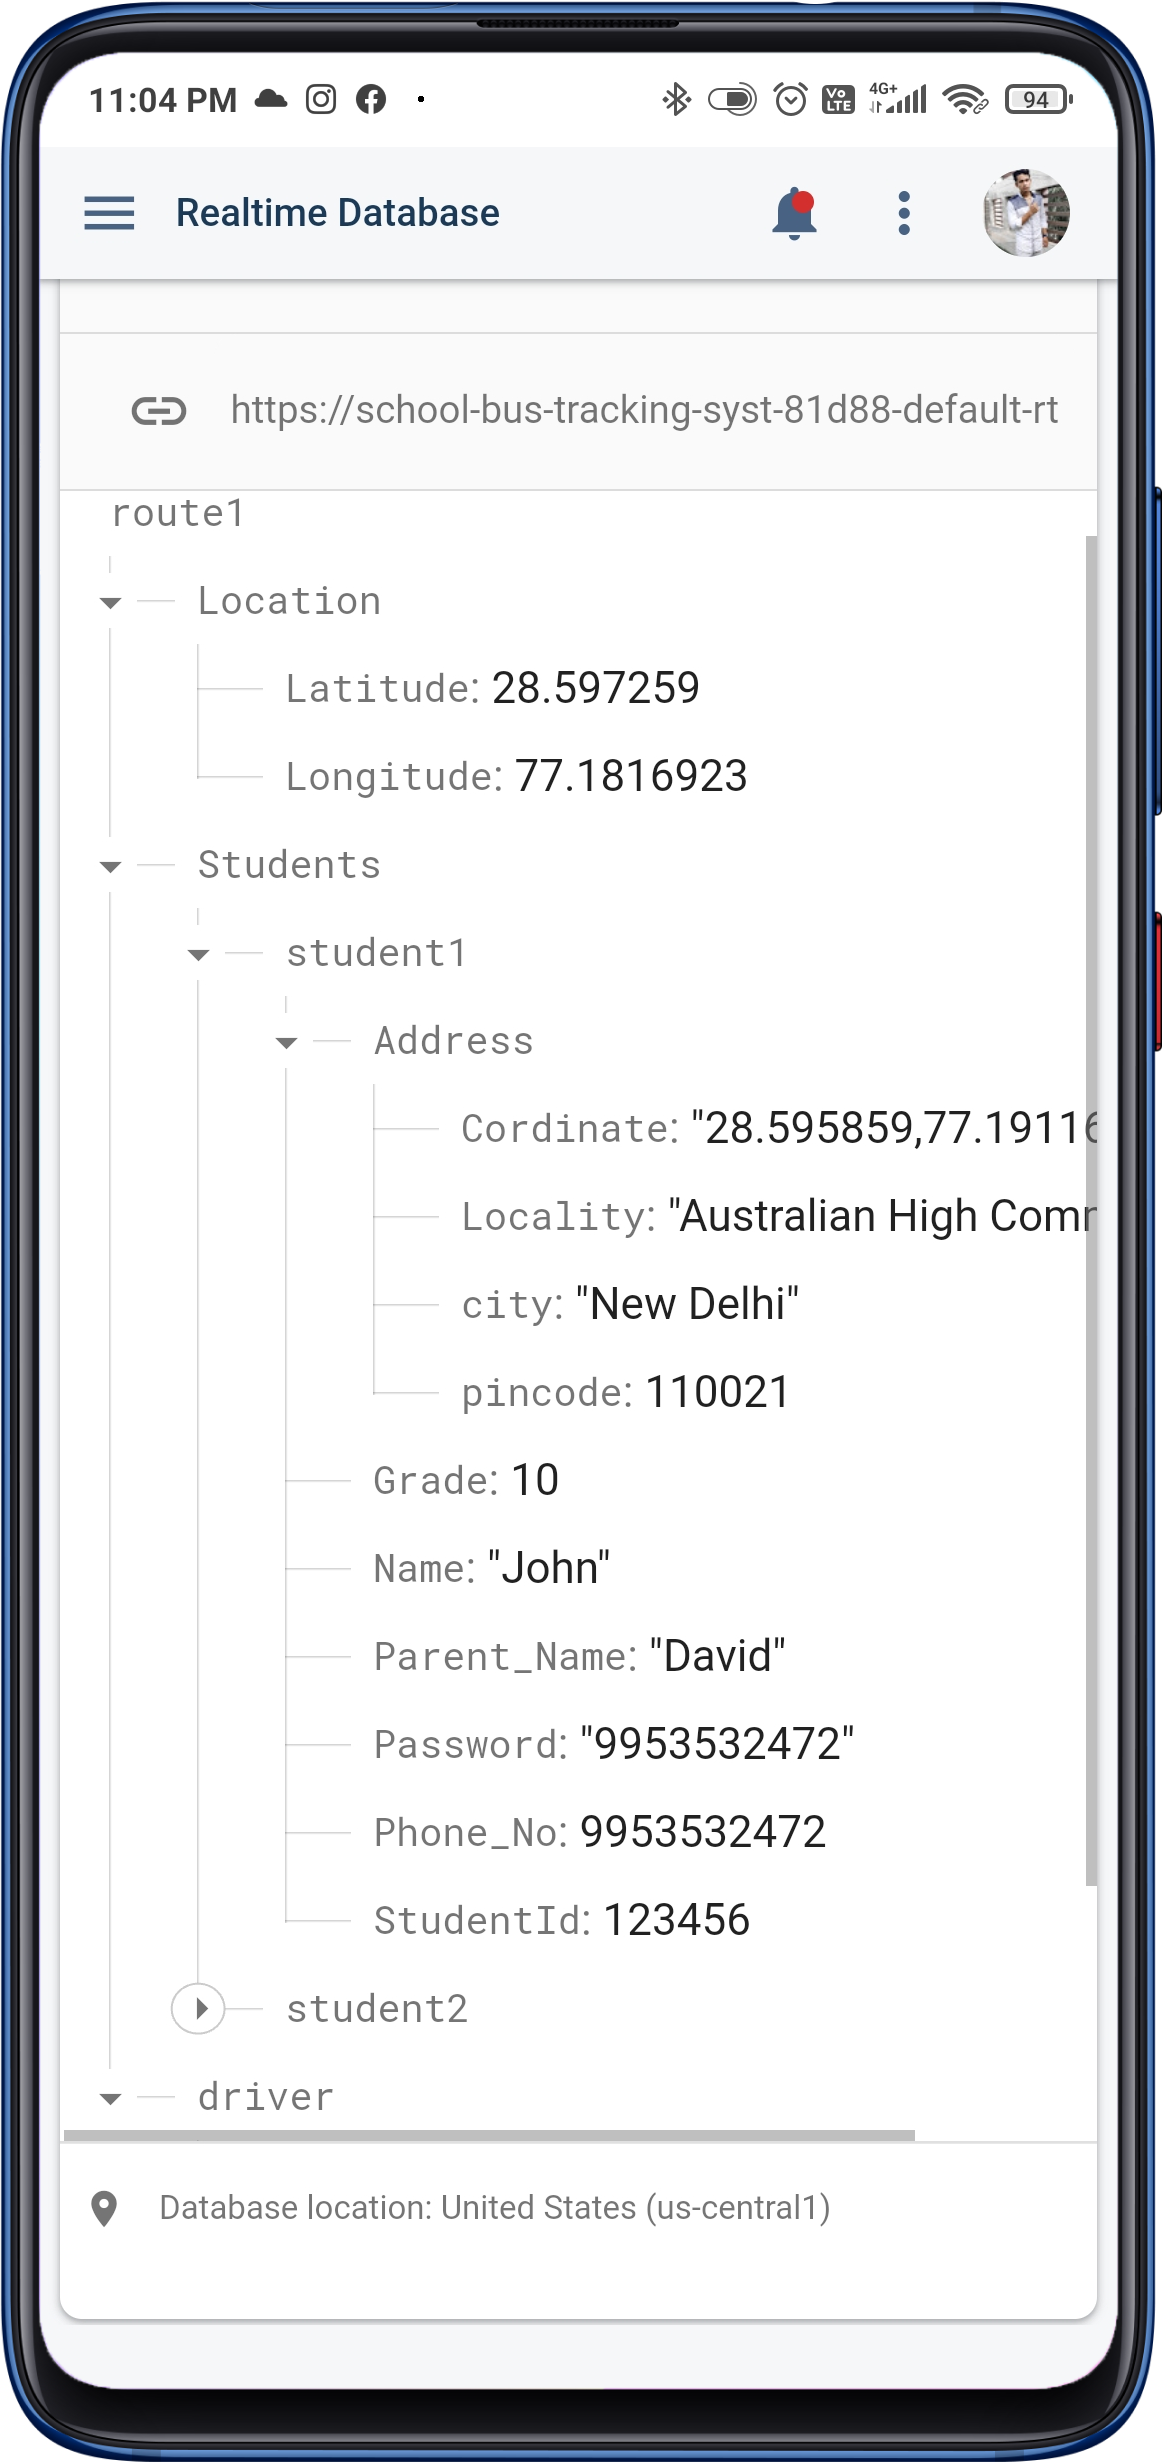 11:04 PM
4G+
Vo
LTE
94
Realtime Database
https://school-bus-tracking-syst-81d88-default-rt
route1
Location
Latitude: 28.597259
Longitude: 77.1816923
Students
student1
Address
Cordinate: "28.595859,77.19116
Locality: "Australian High Com
city: "New Delhi"
pincode: 110021
Grade: 10
Name: "John"
Parent_Name: "David"
Password: "9953532472"
Phone_No: 9953532472
StudentId: 123456
student2
driver
Database location: United States (us-central1)